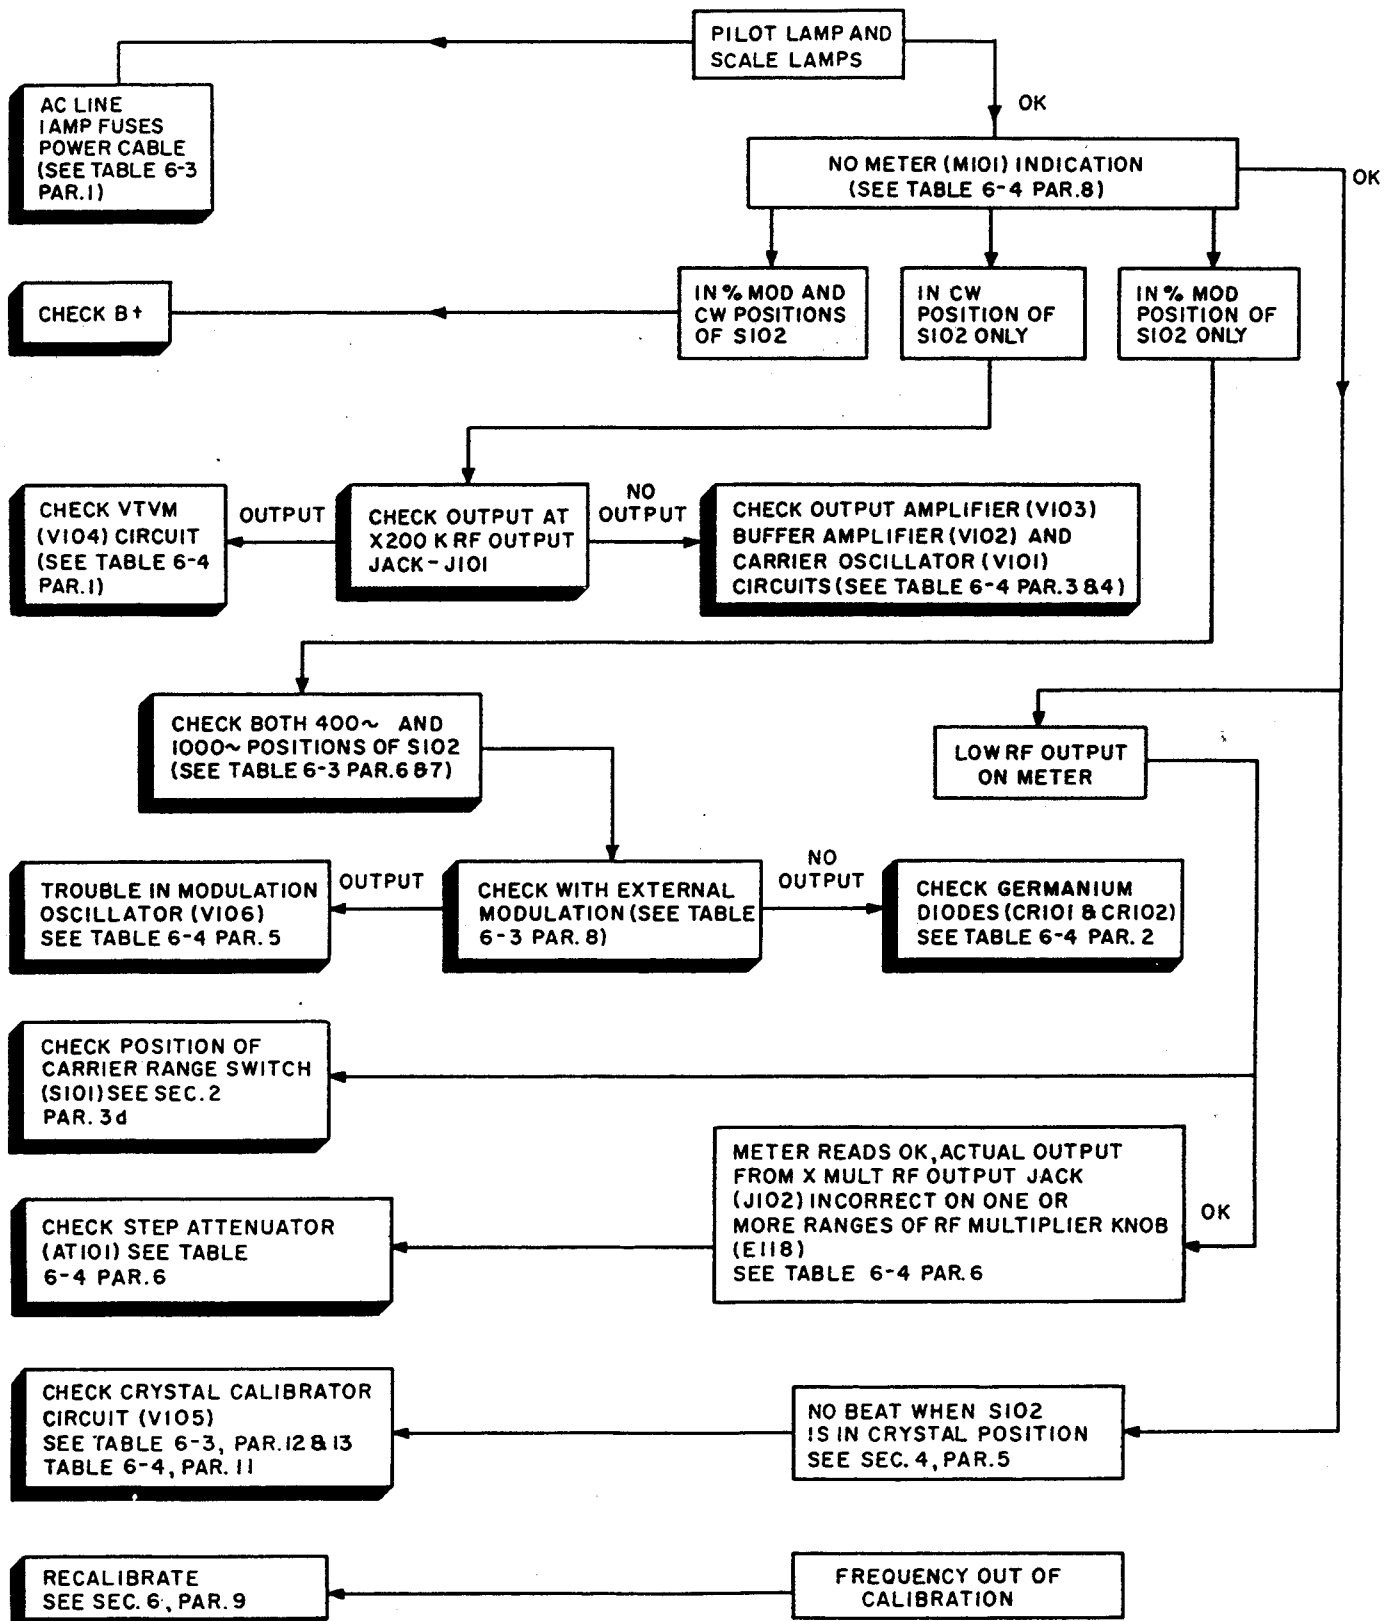 PILOT LAMP AND
SCALE LAMPS
AC LINE
1 AMP FUSES
POWER CABLE
(SEE TABLE 6-3
PAR.1)
OK
NO METER (M101) INDICATION
(SEE TABLE 6-4 PAR.8)
OK
CHECK B+
IN % MOD AND
CW POSITIONS
OF S102
IN CW
POSITION OF
S102 ONLY
IN % MOD
POSITION OF
S102 ONLY
CHECK VTVM
(V104) CIRCUIT
(SEE TABLE 6-4
PAR.1)
OUTPUT
CHECK OUTPUT AT
X200 K RF OUTPUT
JACK - J101
NO
OUTPUT
CHECK OUTPUT AMPLIFIER (V103)
BUFFER AMPLIFIER (V102) AND
CARRIER OSCILLATOR (V101)
CIRCUITS (SEE TABLE 6-4 PAR.3 & 4)
CHECK BOTH 400~ AND
1000~ POSITIONS OF S102
(SEE TABLE 6-3 PAR.6 & 7)
LOW RF OUTPUT
ON METER
TROUBLE IN MODULATION
OSCILLATOR (V106)
SEE TABLE 6-4 PAR. 5
OUTPUT
CHECK WITH EXTERNAL
MODULATION (SEE TABLE
6-3 PAR. 8)
NO
OUTPUT
CHECK GERMANIUM
DIODES (CR101 & CR102)
SEE TABLE 6-4 PAR. 2
CHECK POSITION OF
CARRIER RANGE SWITCH
(S101) SEE SEC. 2
PAR. 3d
METER READS OK, ACTUAL OUTPUT
FROM X MULT RF OUTPUT JACK
(J102) INCORRECT ON ONE OR
MORE RANGES OF RF MULTIPLIER KNOB
(E118)
SEE TABLE 6-4 PAR. 6
OK
CHECK STEP ATTENUATOR
(AT101) SEE TABLE
6-4 PAR. 6
CHECK CRYSTAL CALIBRATOR
CIRCUIT (V105)
SEE TABLE 6-3, PAR. 12 & 13
TABLE 6-4, PAR. 11
NO BEAT WHEN S102
IS IN CRYSTAL POSITION
SEE SEC. 4, PAR. 5
RECALIBRATE
SEE SEC. 6, PAR. 9
FREQUENCY OUT OF
CALIBRATION